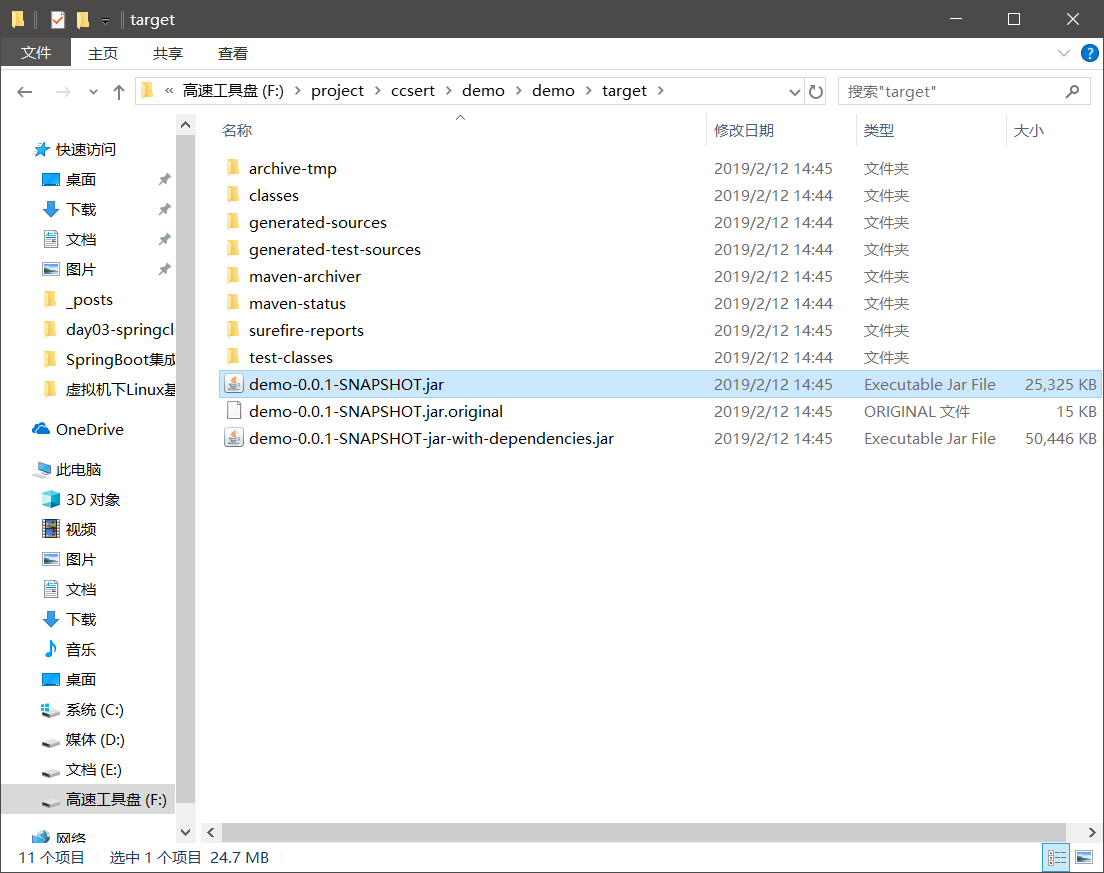 target
文件 主页 共享 查看
« 高速工具盘 (F:) > project > ccsert > demo > demo > target >
搜索"target"
名称 修改日期 类型 大小
快速访问
桌面
下载
文档
图片
_posts
day03-springcl
SpringBoot集成
虚拟机下Linux基
OneDrive
此电脑
3D 对象
视频
图片
文档
下载
音乐
桌面
系统 (C:)
媒体 (D:)
文档 (E:)
高速工具盘 (F:)
网络
archive-tmp 2019/2/12 14:45 文件夹
classes 2019/2/12 14:44 文件夹
generated-sources 2019/2/12 14:44 文件夹
generated-test-sources 2019/2/12 14:44 文件夹
maven-archiver 2019/2/12 14:45 文件夹
maven-status 2019/2/12 14:44 文件夹
surefire-reports 2019/2/12 14:45 文件夹
test-classes 2019/2/12 14:44 文件夹
demo-0.0.1-SNAPSHOT.jar 2019/2/12 14:45 Executable Jar File 25,325 KB
demo-0.0.1-SNAPSHOT.jar.original 2019/2/12 14:45 ORIGINAL 文件 15 KB
demo-0.0.1-SNAPSHOT-jar-with-dependencies.jar 2019/2/12 14:45 Executable Jar File 50,446 KB
11 个项目 选中 1 个项目 24.7 MB